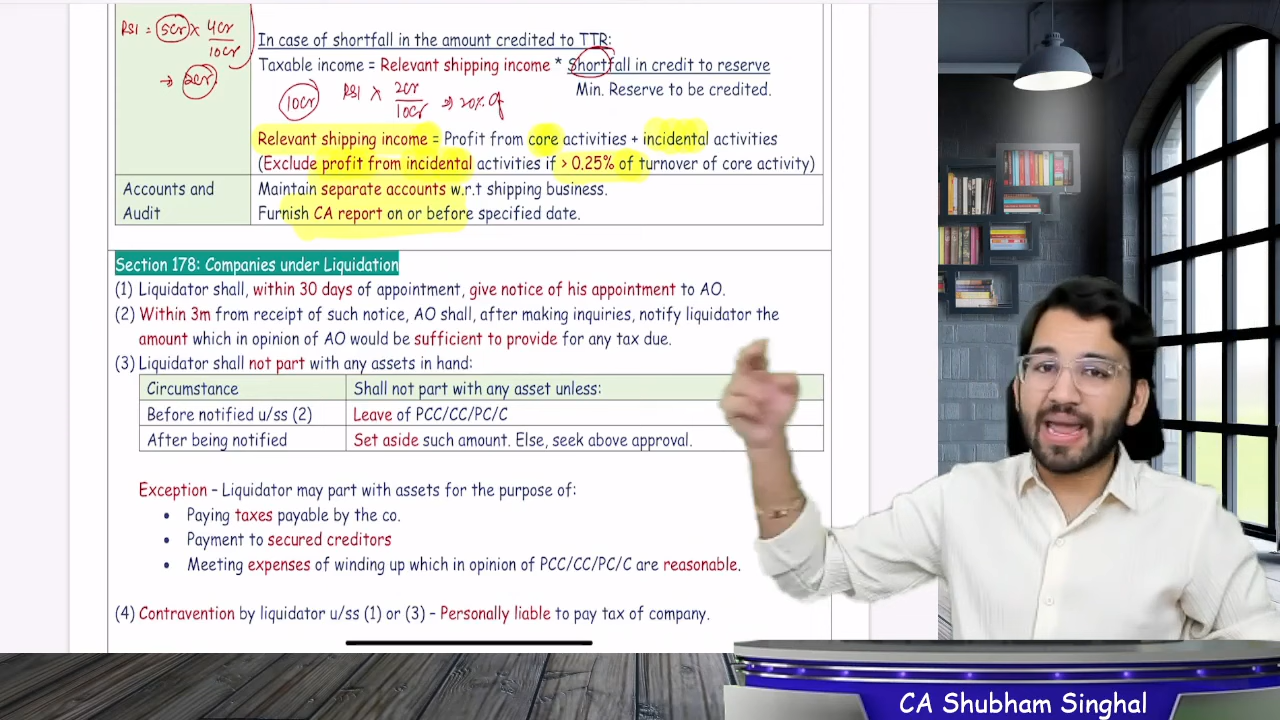 RSI = 5cr × 4cr
10cr
→ 2cr
In case of shortfall in the amount credited to TTR:
Taxable income = Relevant shipping income * Shortfall in credit to reserve
Min. Reserve to be credited.
10cr RSI × 2cr
10cr ⇒ 20% of
Relevant shipping income = Profit from core activities + incidental activities
(Exclude profit from incidental activities if > 0.25% of turnover of core activity)
Accounts and Audit
Maintain separate accounts w.r.t shipping business.
Furnish CA report on or before specified date.
Section 178: Companies under Liquidation
(1) Liquidator shall, within 30 days of appointment, give notice of his appointment to AO.
(2) Within 3m from receipt of such notice, AO shall, after making inquiries, notify liquidator the
amount which in opinion of AO would be sufficient to provide for any tax due.
(3) Liquidator shall not part with any assets in hand:
Circumstance Shall not part with any asset unless:
Before notified u/ss (2) Leave of PCC/CC/PC/C
After being notified Set aside such amount. Else, seek above approval.
Exception – Liquidator may part with assets for the purpose of:
• Paying taxes payable by the co.
• Payment to secured creditors
• Meeting expenses of winding up which in opinion of PCC/CC/PC/C are reasonable.
(4) Contravention by liquidator u/ss (1) or (3) – Personally liable to pay tax of company.
CA Shubham Singhal